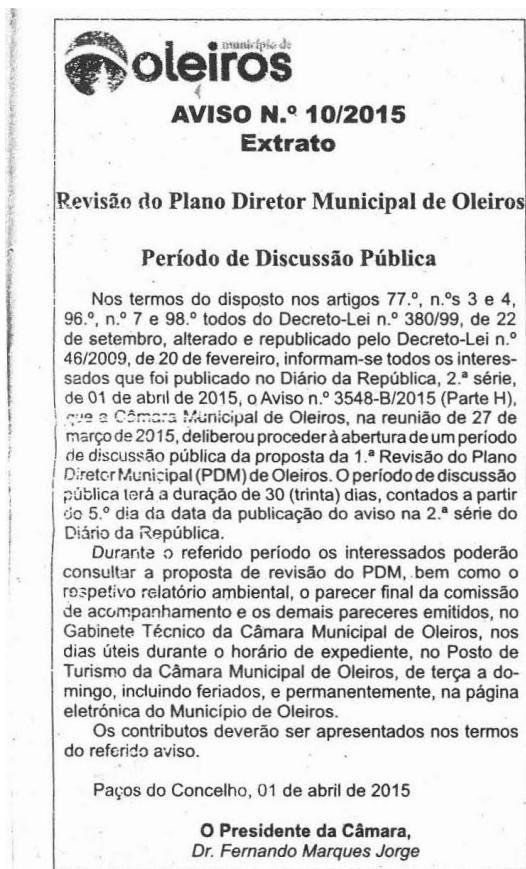 município de
oleiros
AVISO N.º 10/2015
Extrato
Revisão do Plano Diretor Municipal de Oleiros
Período de Discussão Pública
Nos termos do disposto nos artigos 77.º, n.ºs 3 e 4,
96.º, n.º 7 e 98.º todos do Decreto-Lei n.º 380/99, de 22
de setembro, alterado e republicado pelo Decreto-Lei n.º
46/2009, de 20 de fevereiro, informam-se todos os interes-
sados que foi publicado no Diário da República, 2.ª série,
de 01 de abril de 2015, o Aviso n.º 3548-B/2015 (Parte H),
que a Câmara Municipal de Oleiros, na reunião de 27 de
março de 2015, deliberou proceder à abertura de um período
de discussão pública da proposta da 1.ª Revisão do Plano
Diretor Municipal (PDM) de Oleiros. O período de discussão
pública terá a duração de 30 (trinta) dias, contados a partir
do 5.º dia da data da publicação do aviso na 2.ª série do
Diário da República.
Durante o referido período os interessados poderão
consultar a proposta de revisão do PDM, bem como o
respetivo relatório ambiental, o parecer final da comissão
de acompanhamento e os demais pareceres emitidos, no
Gabinete Técnico da Câmara Municipal de Oleiros, nos
dias úteis durante o horário de expediente, no Posto de
Turismo da Câmara Municipal de Oleiros, de terça a do-
mingo, incluindo feriados, e permanentemente, na página
eletrónica do Município de Oleiros.
Os contributos deverão ser apresentados nos termos
do referido aviso.
Paços do Concelho, 01 de abril de 2015
O Presidente da Câmara,
Dr. Fernando Marques Jorge